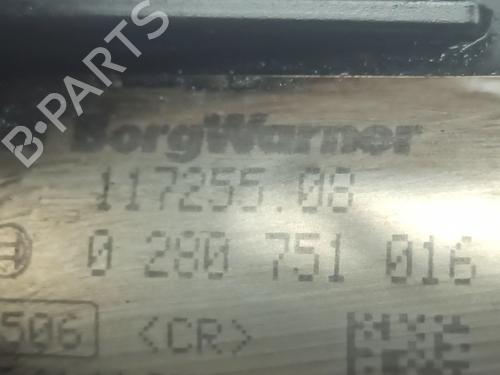 B-PARTS
BorgWarner
117255.08
0 280 751 016
506 <CR>